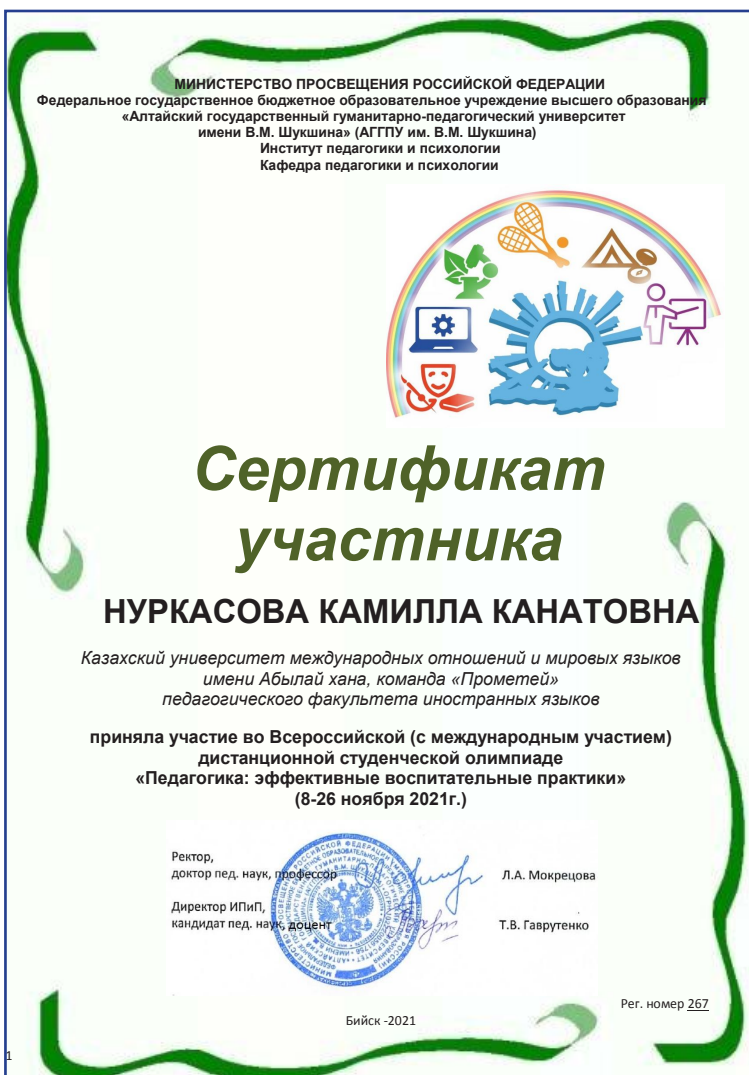 МИНИСТЕРСТВО ПРОСВЕЩЕНИЯ РОССИЙСКОЙ ФЕДЕРАЦИИ
Федеральное государственное бюджетное образовательное учреждение высшего образования
«Алтайский государственный гуманитарно-педагогический университет
имени В.М. Шукшина» (АГГПУ им. В.М. Шукшина)
Институт педагогики и психологии
Кафедра педагогики и психологии
Сертификат
участника
НУРКАСОВА КАМИЛЛА КАНАТОВНА
Казахский университет международных отношений и мировых языков
имени Абылай хана, команда «Прометей»
педагогического факультета иностранных языков
приняла участие во Всероссийской (с международным участием)
дистанционной студенческой олимпиаде
«Педагогика: эффективные воспитательные практики»
(8-26 ноября 2021г.)
Ректор,
доктор пед. наук, профессор Л.А. Мокрецова
Директор ИПиП,
кандидат пед. наук, доцент Т.В. Гаврутенко
Рег. номер 267
Бийск -2021
1